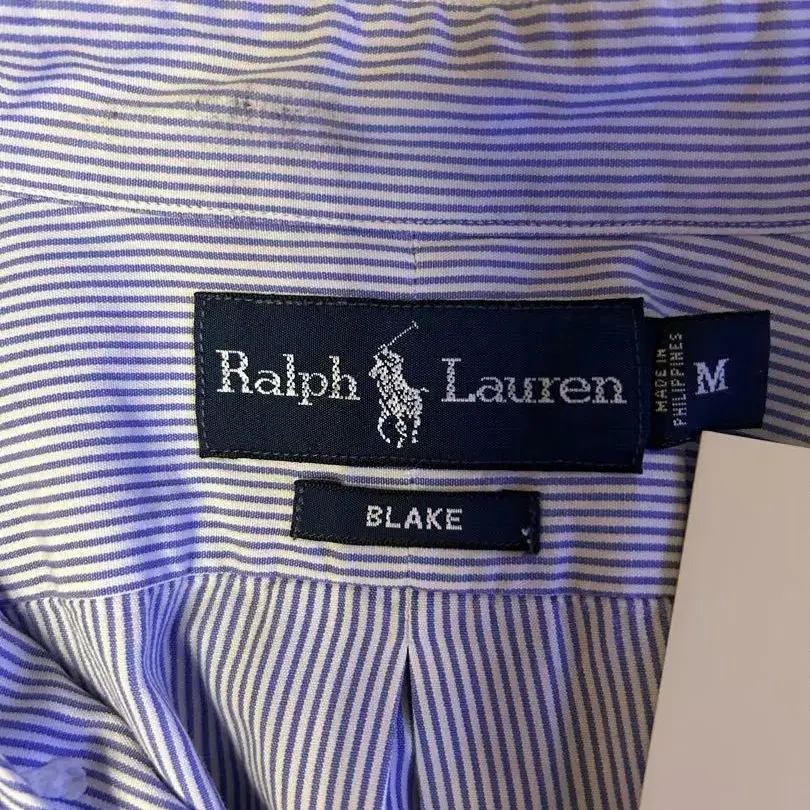 Ralph Lauren
MADE IN
PHILIPPINES
M
BLAKE